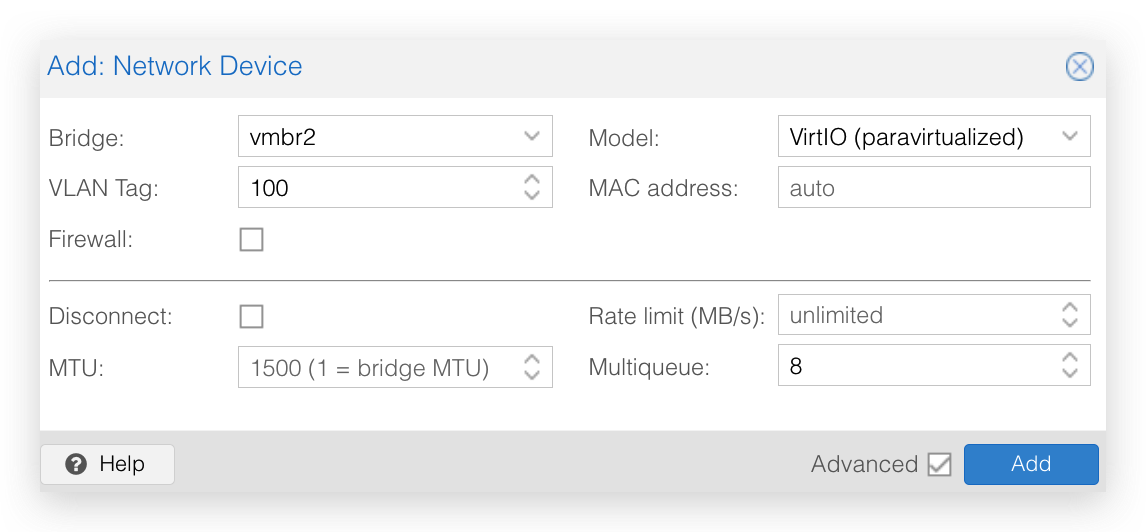 Add: Network Device
Bridge: vmbr2 Model: VirtIO (paravirtualized)
VLAN Tag: 100 MAC address: auto
Firewall:
Disconnect: Rate limit (MB/s): unlimited
MTU: 1500 (1 = bridge MTU) Multiqueue: 8
Help Advanced Add